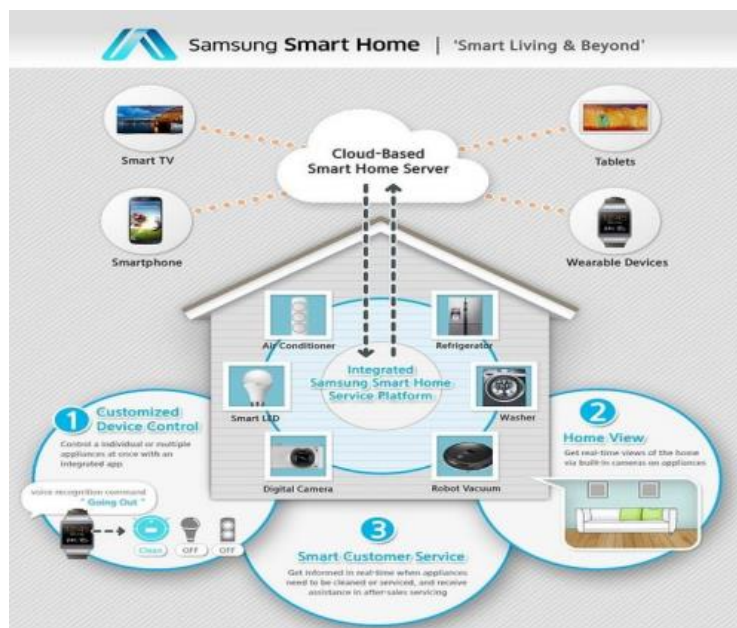 Samsung Smart Home | 'Smart Living & Beyond'
Smart TV
Cloud-Based
Smart Home Server
Tablets
Smartphone
Wearable Devices
Air Conditioner
Refrigerator
Integrated
Samsung Smart Home
Service Platform
Smart LED
Washer
Digital Camera
Robot Vacuum
1 Customized
Device Control
Control a individual or multiple
appliances at once with an
integrated app
voice recognition command
" Going Out "
Clean
OFF
Off
2
Home View
Get real-time views of the home
via built-in cameras on appliances
3
Smart Customer Service
Get informed in real-time when appliances
need to be cleaned or serviced, and receive
assistance in after-sales servicing